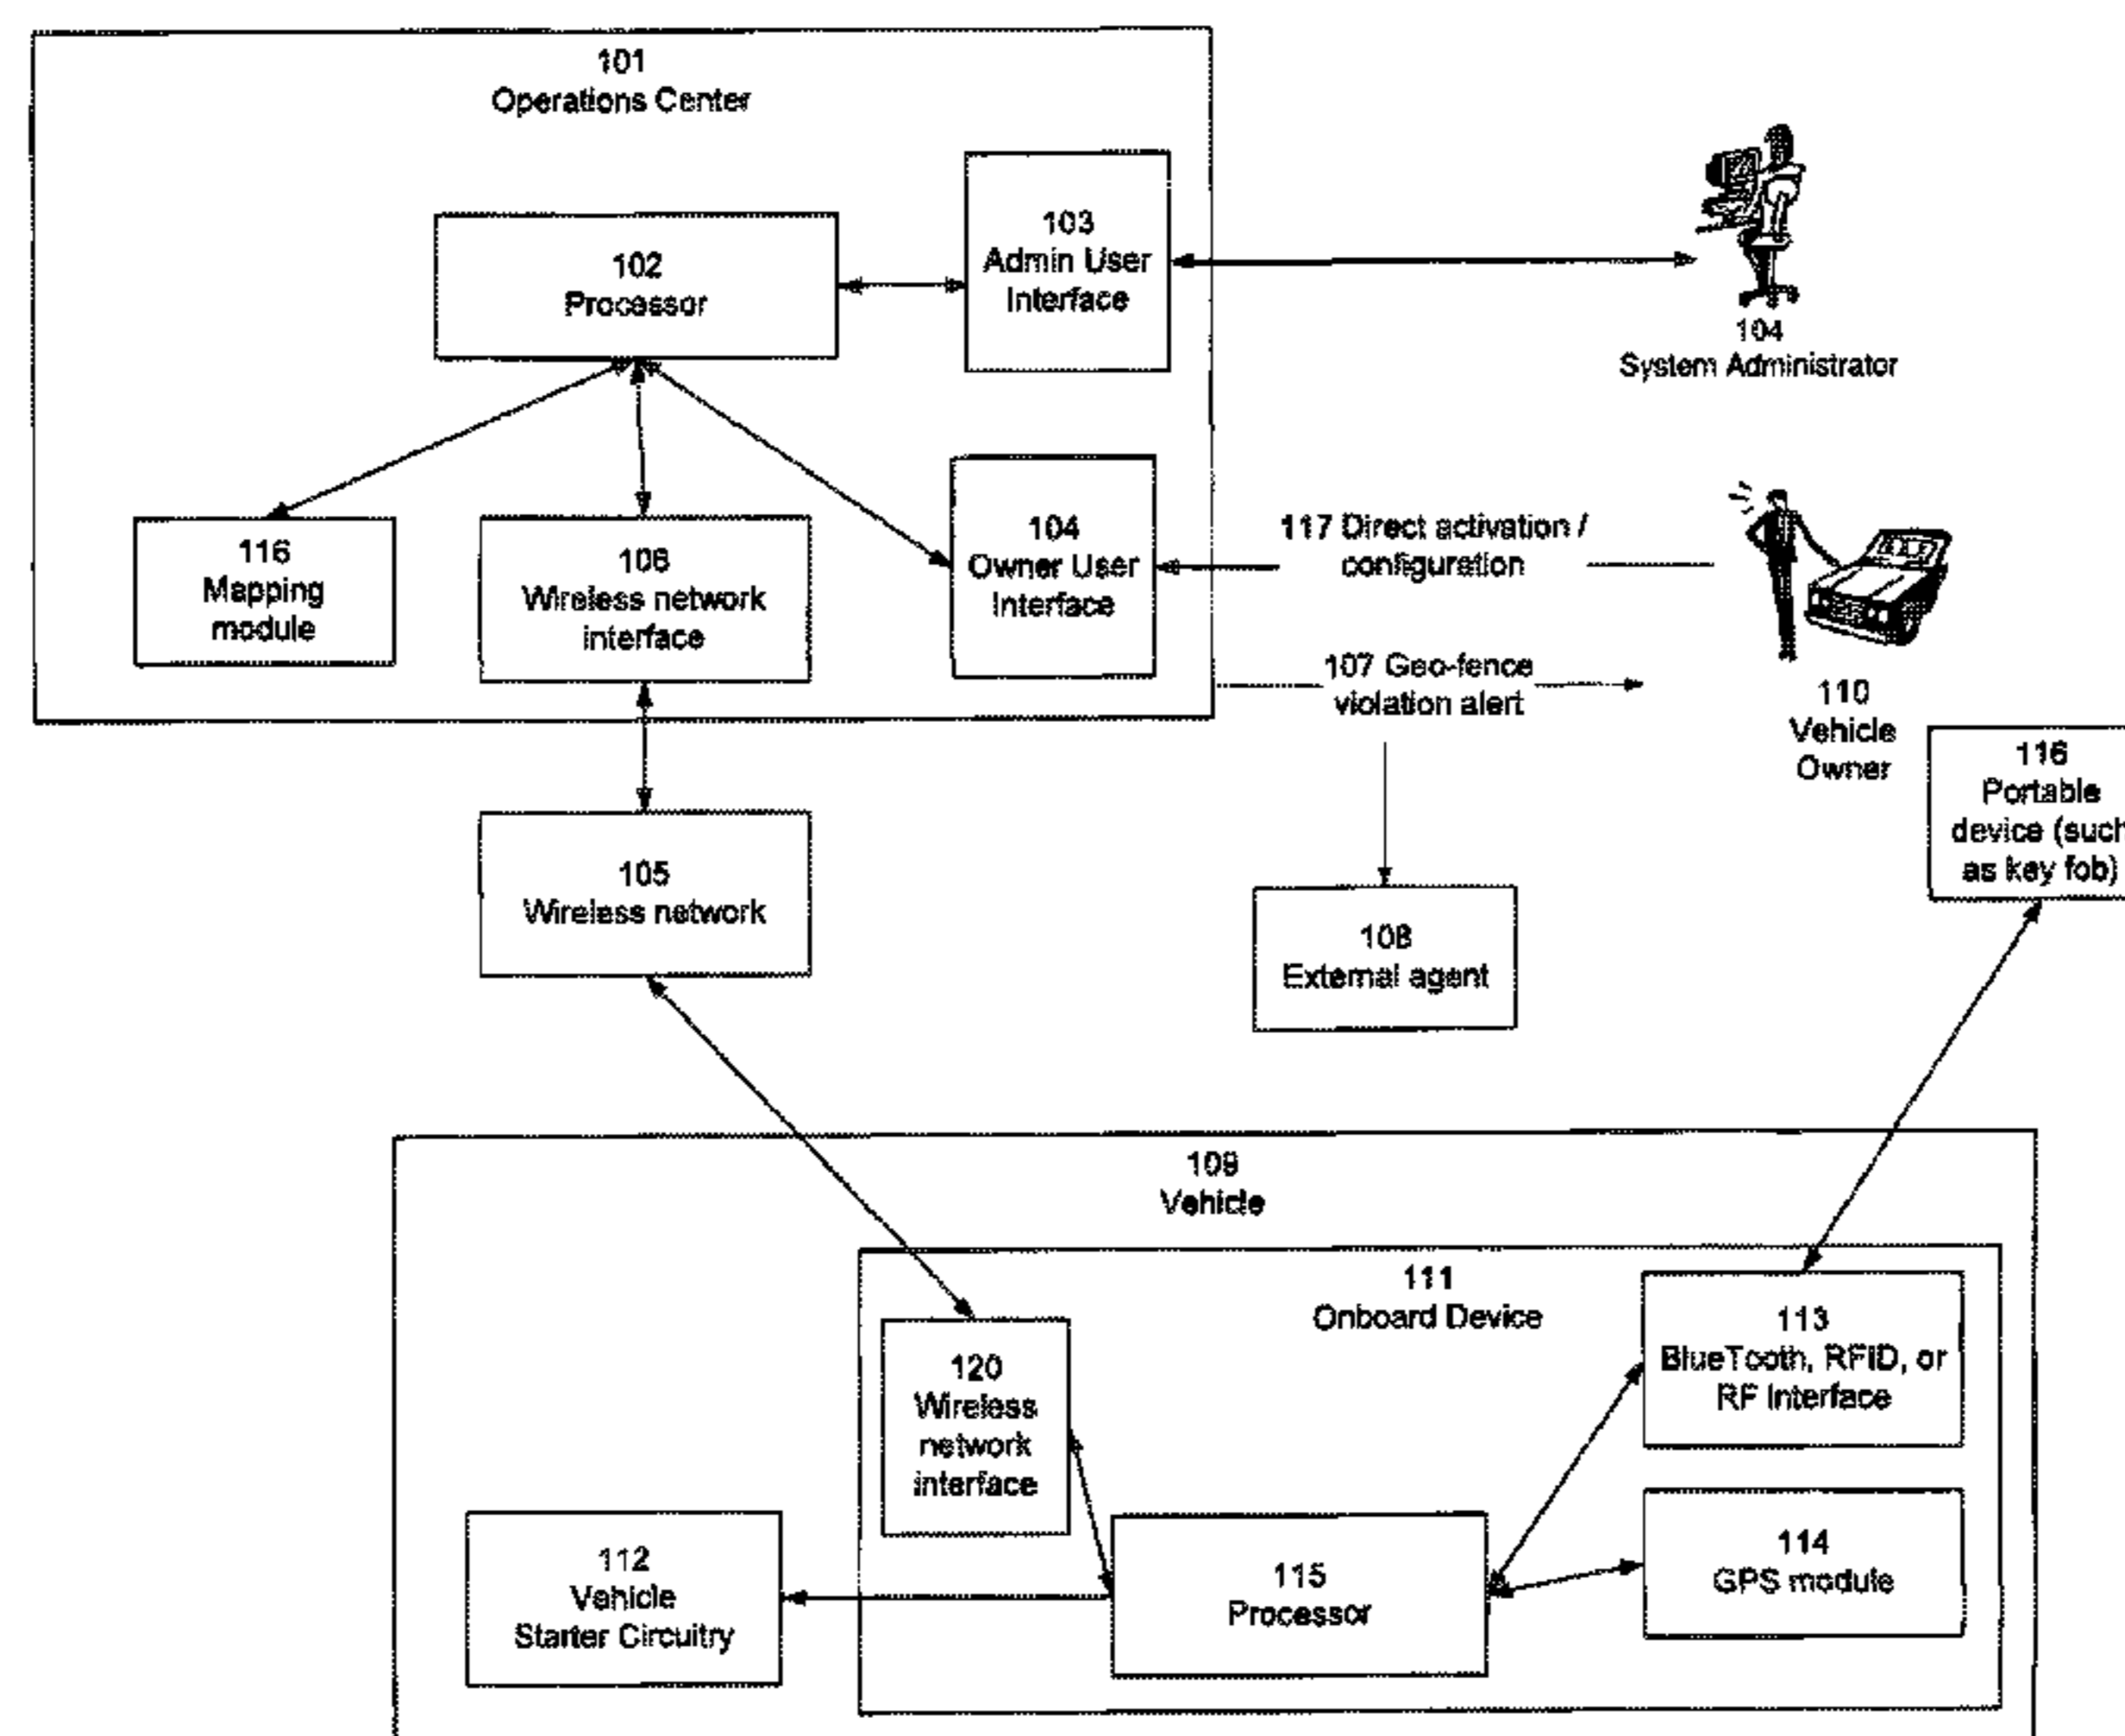 101
Operations Center
103
Admin User
Interface
102
Processor
104
System Administrator
116
Mapping
module
106
Wireless network
interface
104
Owner User
Interface
117 Direct activation /
configuration
107 Geo-fence
violation alert
110
Vehicle
Owner
116
Portable
device (such
as key fob)
105
Wireless network
108
External agent
109
Vehicle
111
Onboard Device
113
BlueTooth, RFID, or
RF Interface
120
Wireless
network
interface
114
GPS module
112
Vehicle
Starter Circuitry
115
Processor